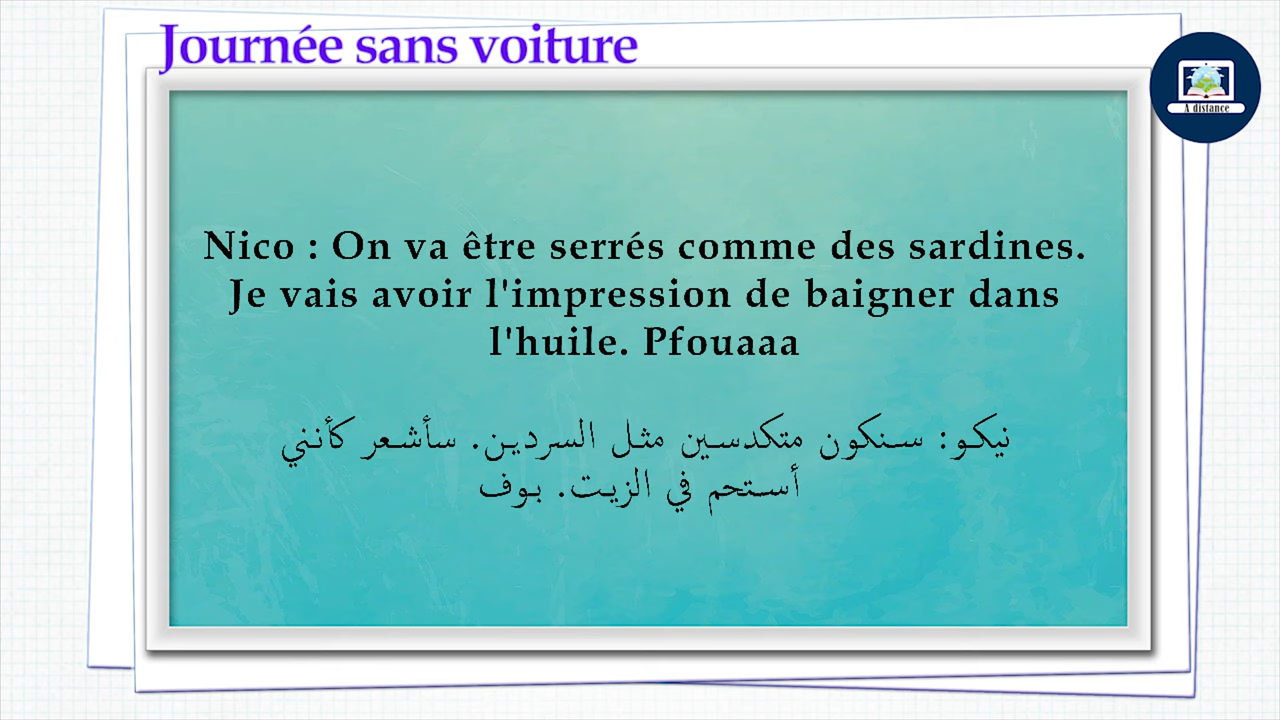 Journée sans voiture
A distance
Nico : On va être serrés comme des sardines.
Je vais avoir l'impression de baigner dans
l'huile. Pfouaaa
نيكو: سنكون متكدسين مثل السردين. سأشعر كأنني
أستحم في الزيت. بوف